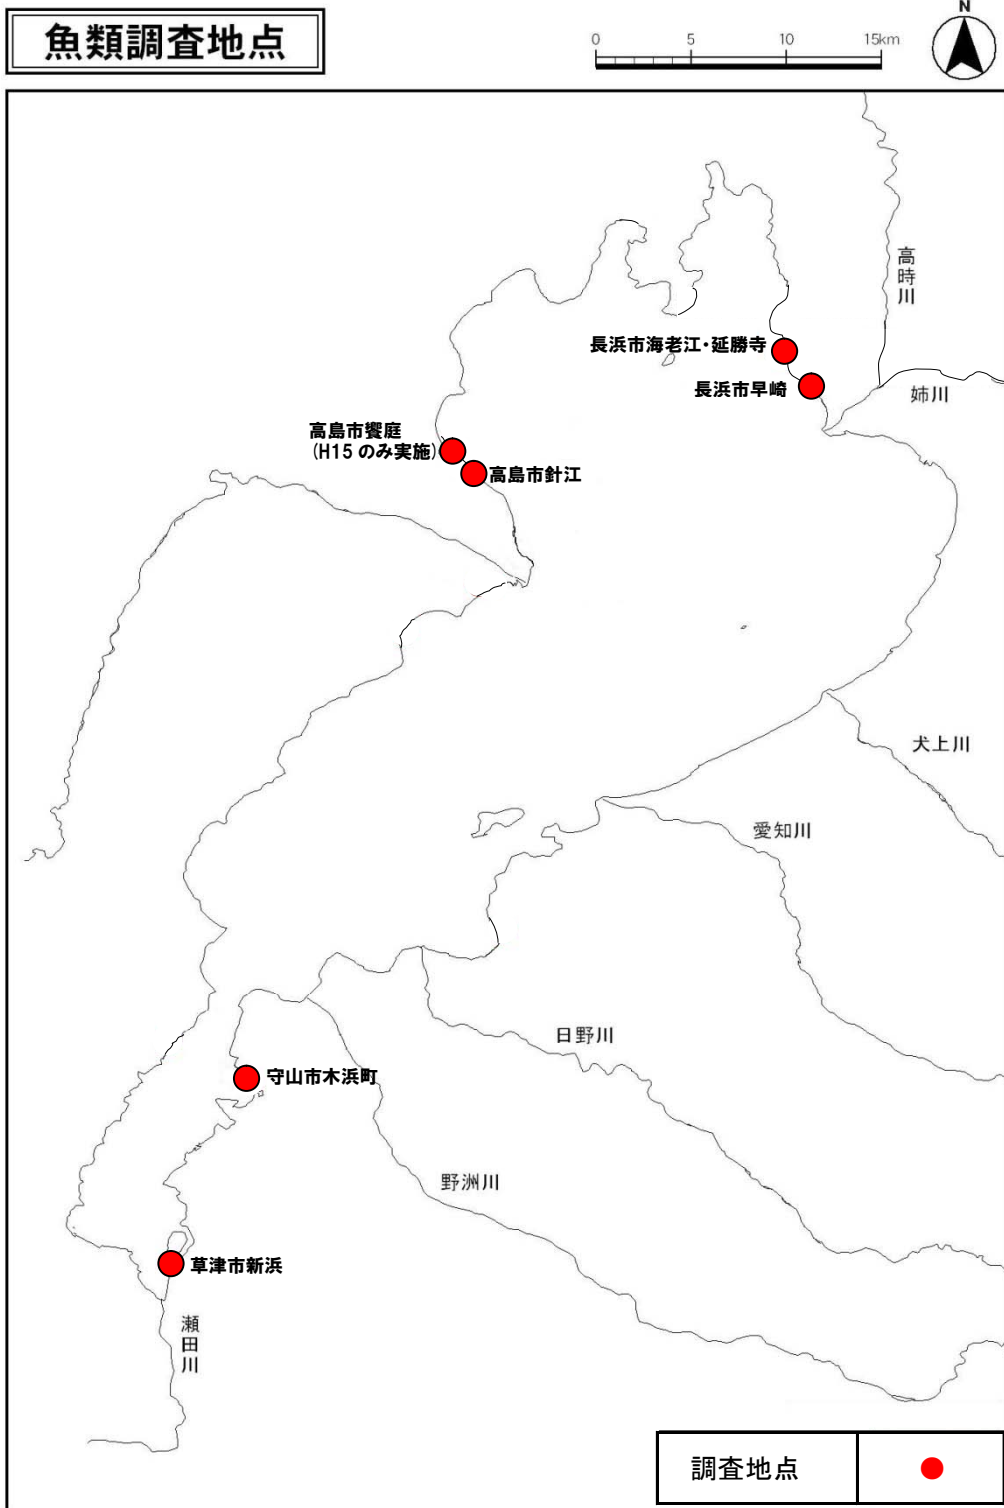 魚類調査地点
0 5 10 15km
N
高時川
長浜市海老江・延勝寺
長浜市早崎
姉川
高島市饗庭
(H15 のみ実施)
高島市針江
犬上川
愛知川
日野川
守山市木浜町
野洲川
草津市新浜
瀬田川
調査地点